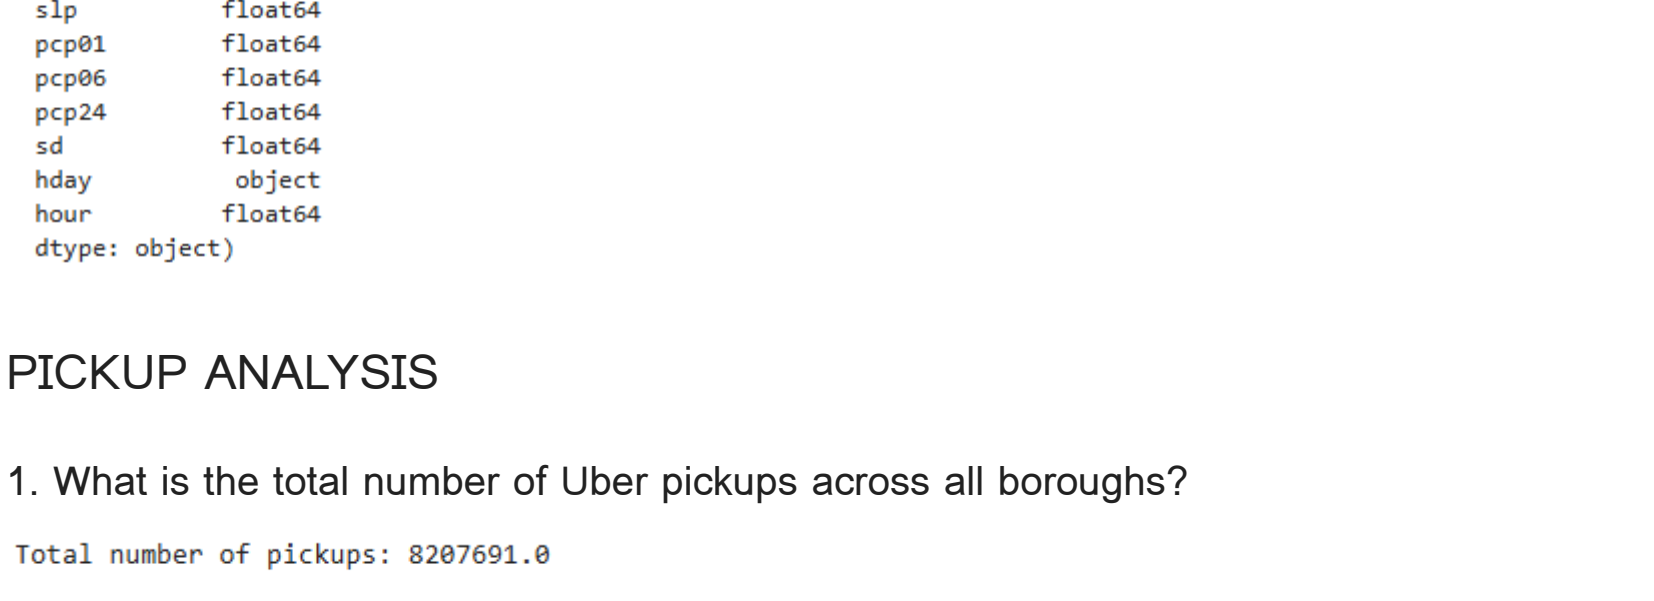 slp float64
pcp01 float64
pcp06 float64
pcp24 float64
sd float64
hday object
hour float64
dtype: object)
PICKUP ANALYSIS
1. What is the total number of Uber pickups across all boroughs?
Total number of pickups: 8207691.0